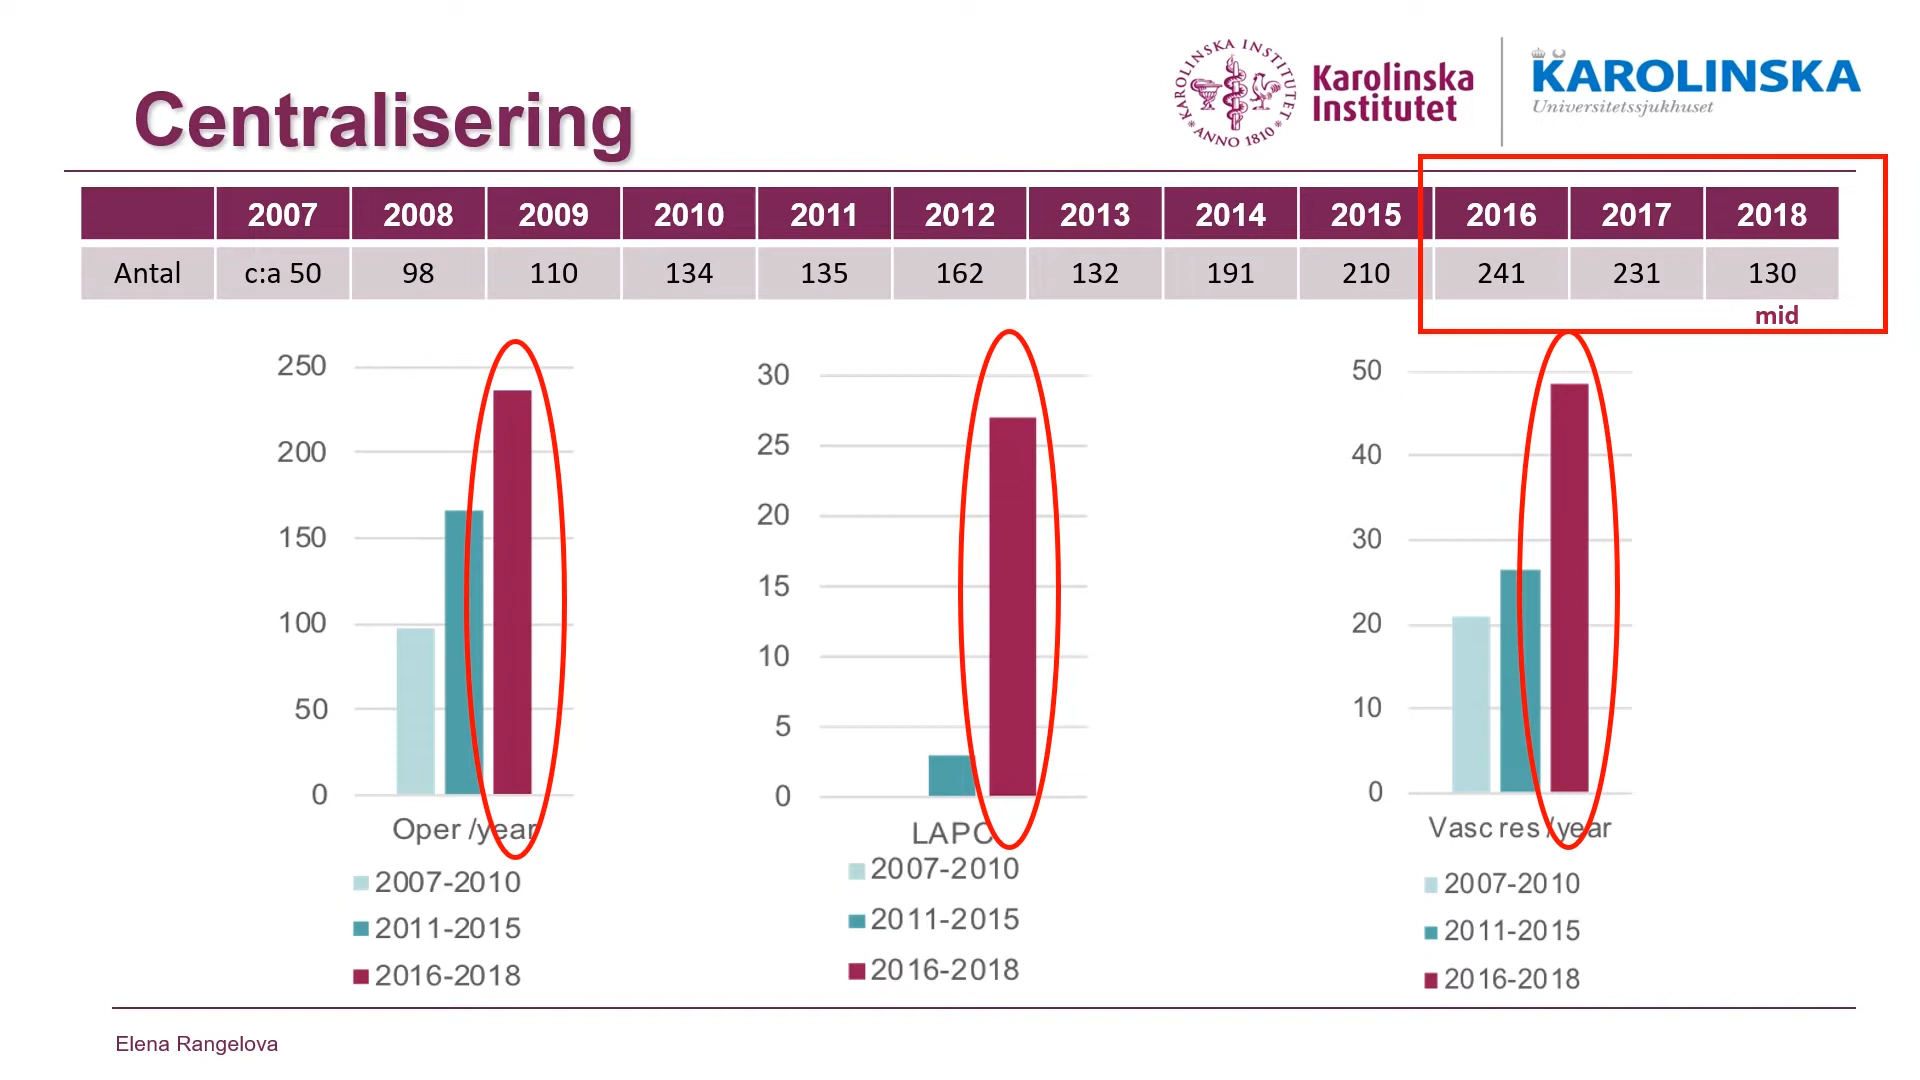 Centralisering
KAROLINSKA INSTITUTET
ANNO 1810
Karolinska
Institutet
KAROLINSKA
Universitetssjukhuset
2007 2008 2009 2010 2011 2012 2013 2014 2015 2016 2017 2018
Antal c:a 50 98 110 134 135 162 132 191 210 241 231 130
mid
250
200
150
100
50
0
Oper /year
2007-2010
2011-2015
2016-2018
30
25
20
15
10
5
0
LAPC
2007-2010
2011-2015
2016-2018
50
40
30
20
10
0
Vasc res /year
2007-2010
2011-2015
2016-2018
Elena Rangelova